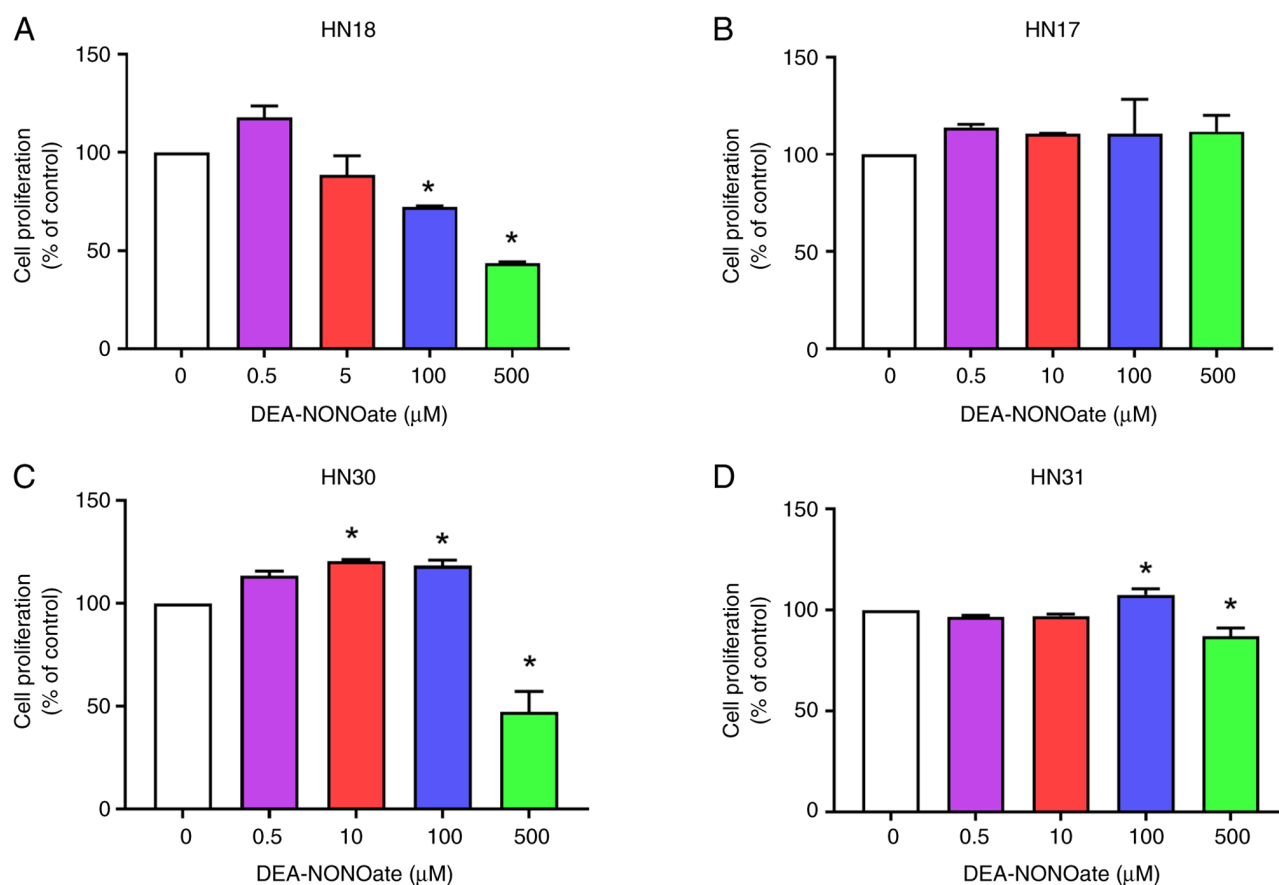 A
HN18
Cell proliferation
(% of control)
150
100
50
0
*
*
0 0.5 5 100 500
DEA-NONOate (μM)
B
HN17
Cell proliferation
(% of control)
150
100
50
0
0 0.5 10 100 500
DEA-NONOate (μM)
C
HN30
Cell proliferation
(% of control)
150
100
50
0
*
*
*
0 0.5 10 100 500
DEA-NONOate (μM)
D
HN31
Cell proliferation
(% of control)
150
100
50
0
*
*
0 0.5 10 100 500
DEA-NONOate (μM)